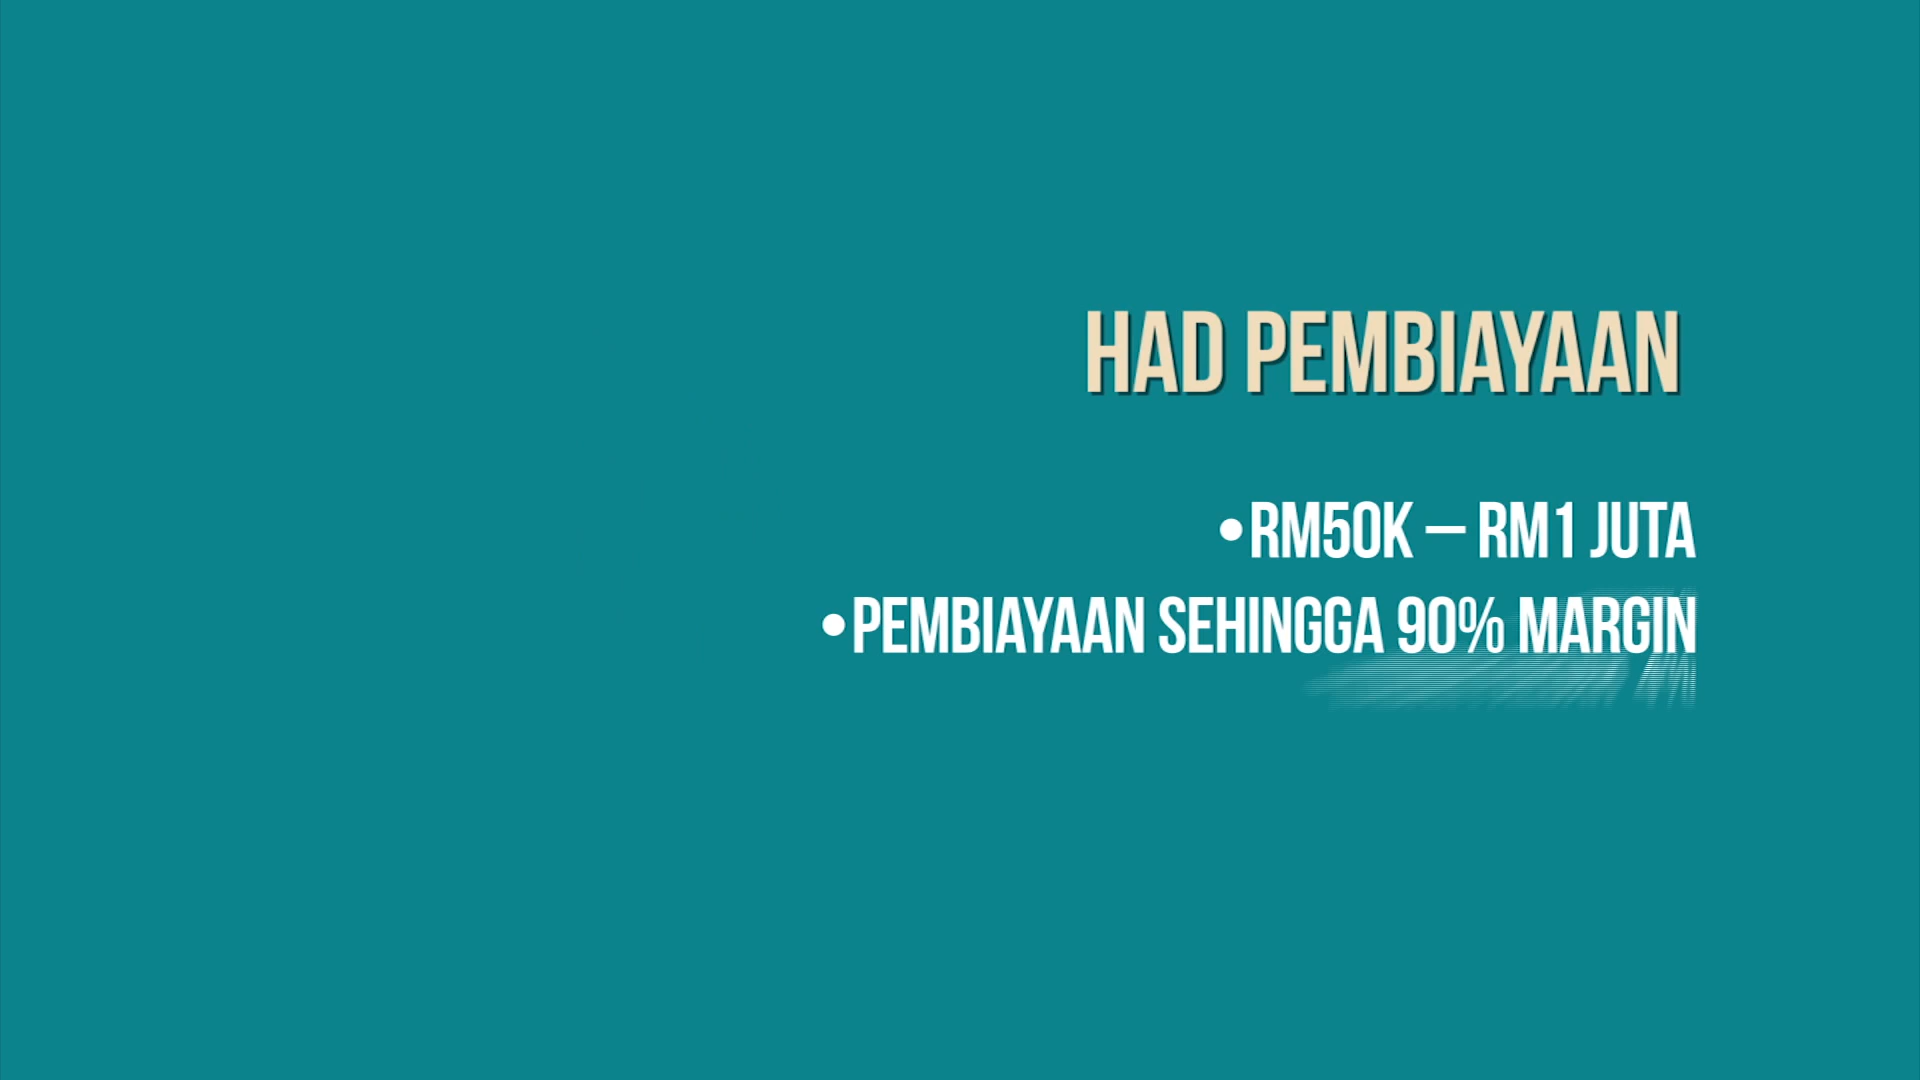 HAD PEMBIAYAAN
•RM50K – RM1 JUTA
•PEMBIAYAAN SEHINGGA 90% MARGIN